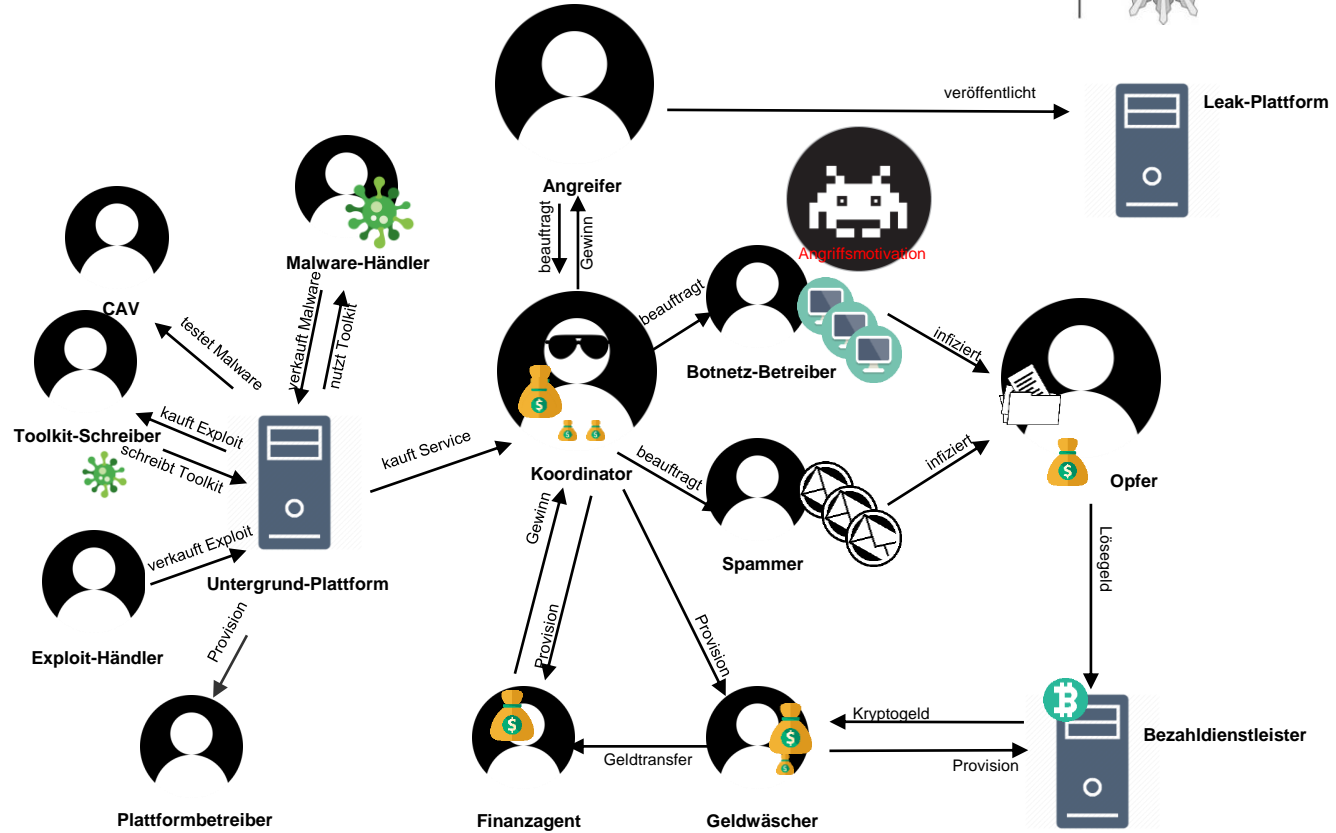 veröffentlicht
Leak-Plattform
Angreifer
beauftragt
Gewinn
Malware-Händler
Angriffsmotivation
verkauft Malware
nutzt Toolkit
CAV
testet Malware
beauftragt
Botnetz-Betreiber
infiziert
kauft Exploit
Toolkit-Schreiber
schreibt Toolkit
kauft Service
Koordinator
beauftragt
infiziert
Opfer
verkauft Exploit
Untergrund-Plattform
Gewinn
Spammer
Lösegeld
Exploit-Händler
Provision
Provision
Provision
Kryptogeld
Bezahldienstleister
Geldtransfer
Provision
Plattformbetreiber
Finanzagent
Geldwäscher